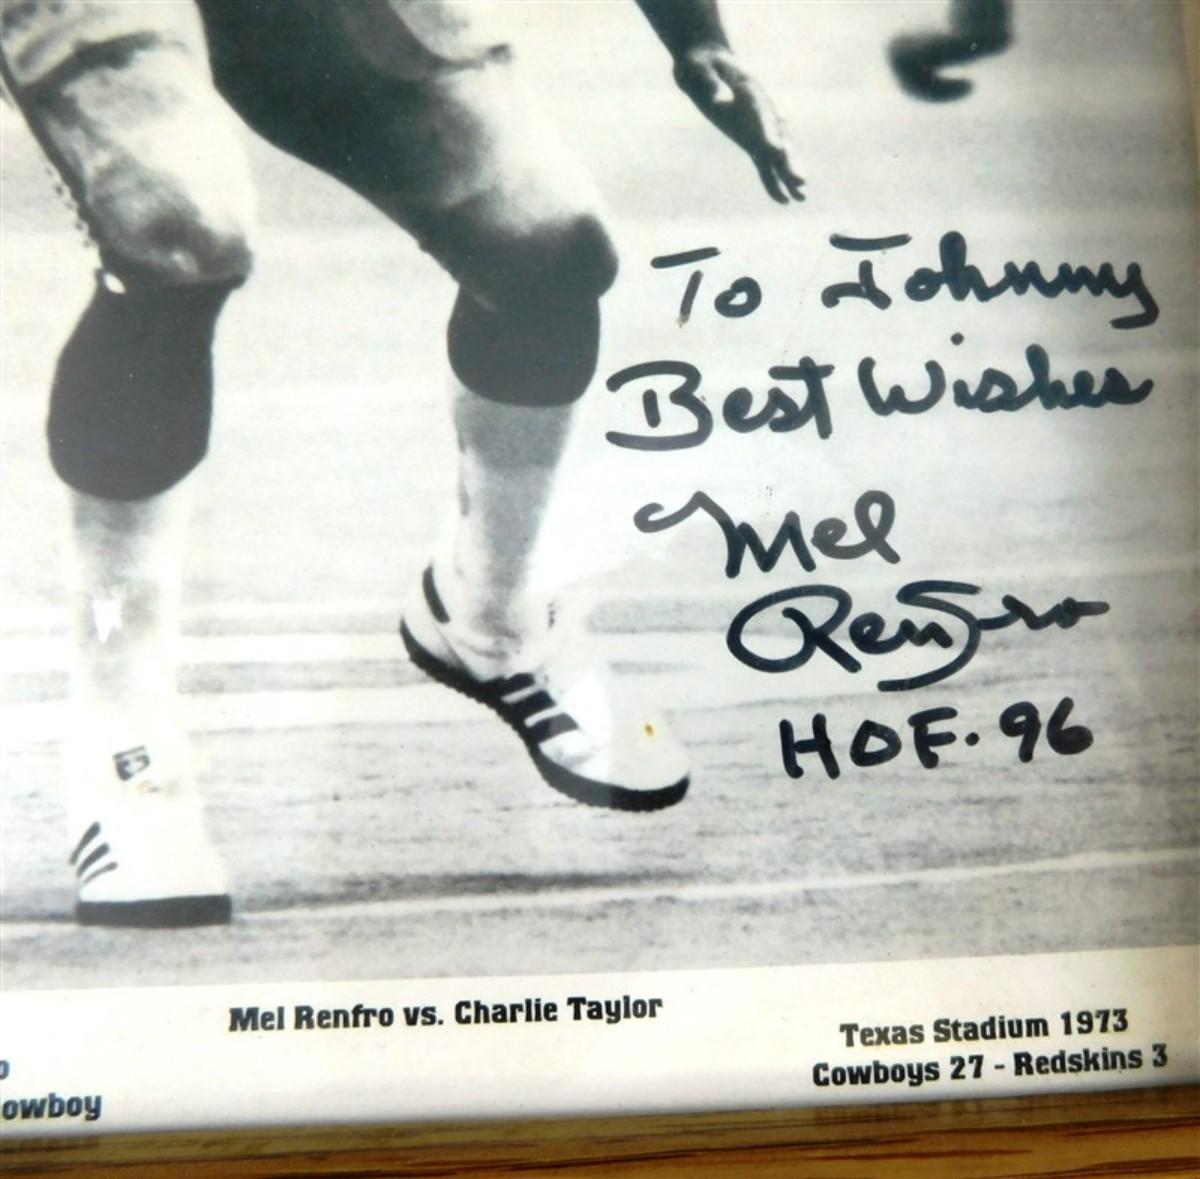 To Johnny
Best Wishes
Mel
Renfro
HOF. 96
Mel Renfro vs. Charlie Taylor
Texas Stadium 1973
Cowboys 27 - Redskins 3
owboy